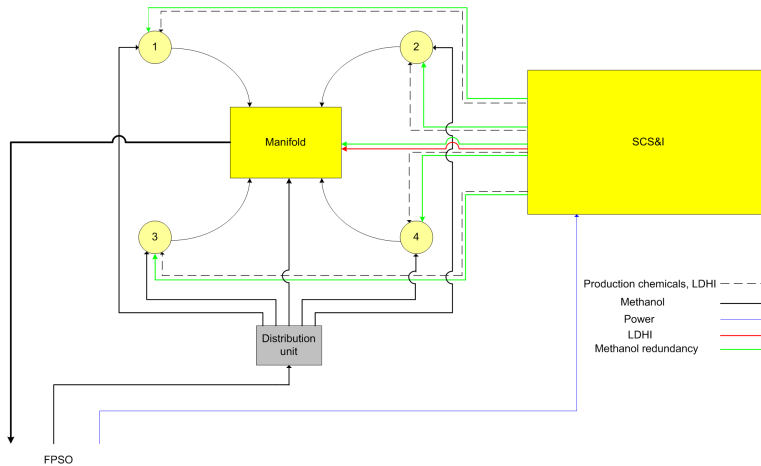 1
2
Manifold
SCS&I
3
4
Production chemicals, LDHI
Methanol
Power
LDHI
Methanol redundancy
Distribution
unit
FPSO